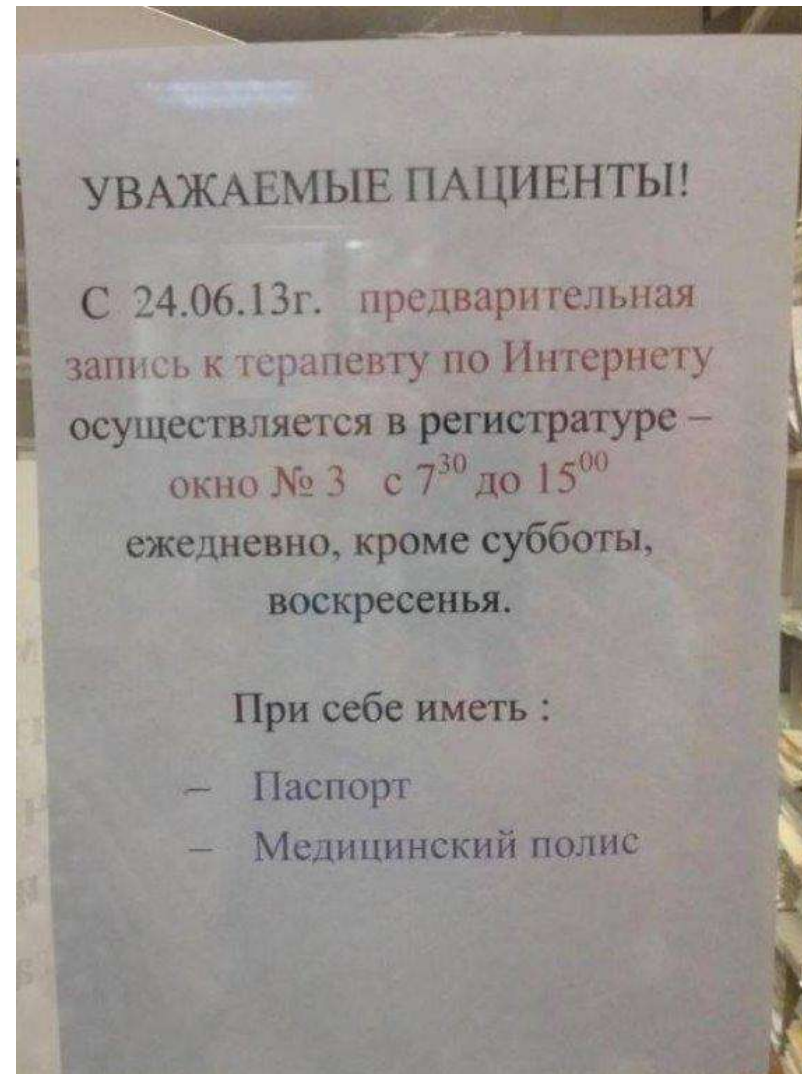 УВАЖАЕМЫЕ ПАЦИЕНТЫ!
С 24.06.13г. предварительная
запись к терапевту по Интернету
осуществляется в регистратуре –
окно № 3 с 7³⁰ до 15⁰⁰
ежедневно, кроме субботы,
воскресенья.
При себе иметь :
– Паспорт
– Медицинский полис